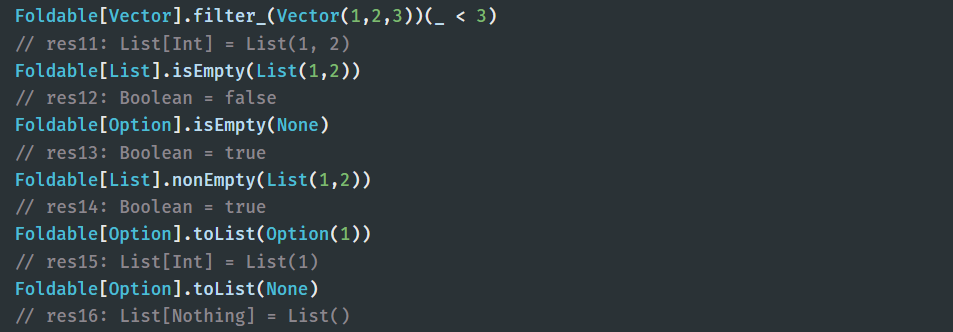 Foldable[Vector].filter_(Vector(1,2,3))(_ < 3)
// res11: List[Int] = List(1, 2)
Foldable[List].isEmpty(List(1,2))
// res12: Boolean = false
Foldable[Option].isEmpty(None)
// res13: Boolean = true
Foldable[List].nonEmpty(List(1,2))
// res14: Boolean = true
Foldable[Option].toList(Option(1))
// res15: List[Int] = List(1)
Foldable[Option].toList(None)
// res16: List[Nothing] = List()